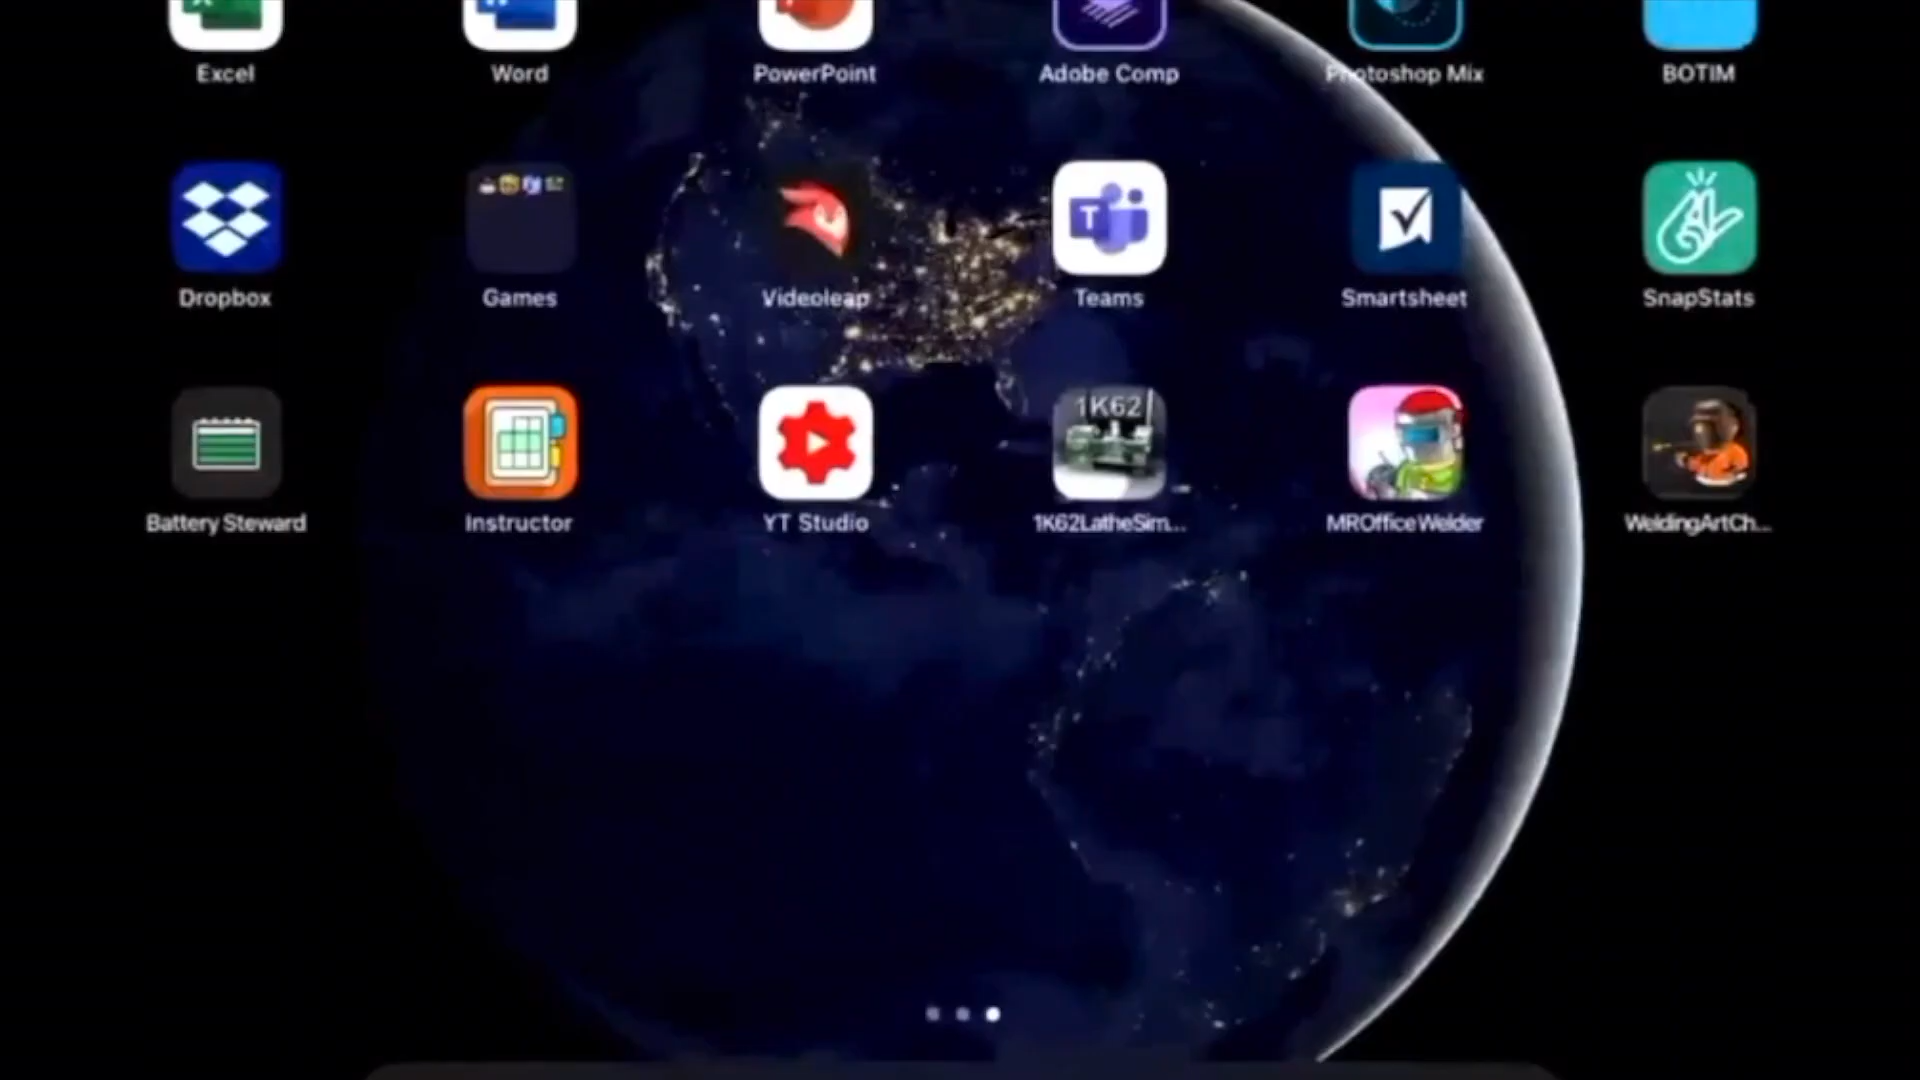 Excel
Word
PowerPoint
Adobe Comp
Photoshop Mix
BOTIM
Dropbox
Games
Videoleap
T
Teams
Smartsheet
SnapStats
Battery Steward
Instructor
YT Studio
1K62
1K62LatheSim...
MROfficeWelder
WeldingArtCh...